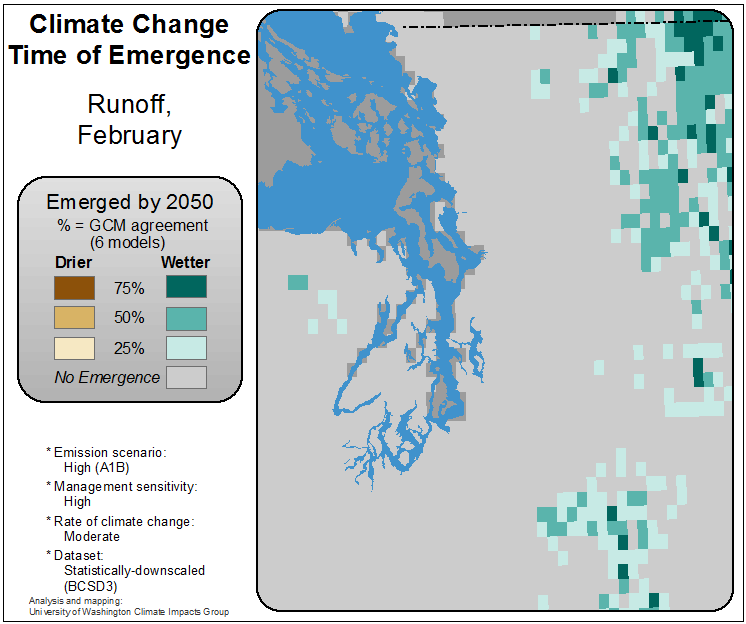 Climate Change
Time of Emergence
Runoff,
February
Emerged by 2050
% = GCM agreement
(6 models)
Drier Wetter
75%
50%
25%
No Emergence
* Emission scenario:
High (A1B)
* Management sensitivity:
High
* Rate of climate change:
Moderate
* Dataset:
Statistically-downscaled
(BCSD3)
Analysis and mapping:
University of Washington Climate Impacts Group